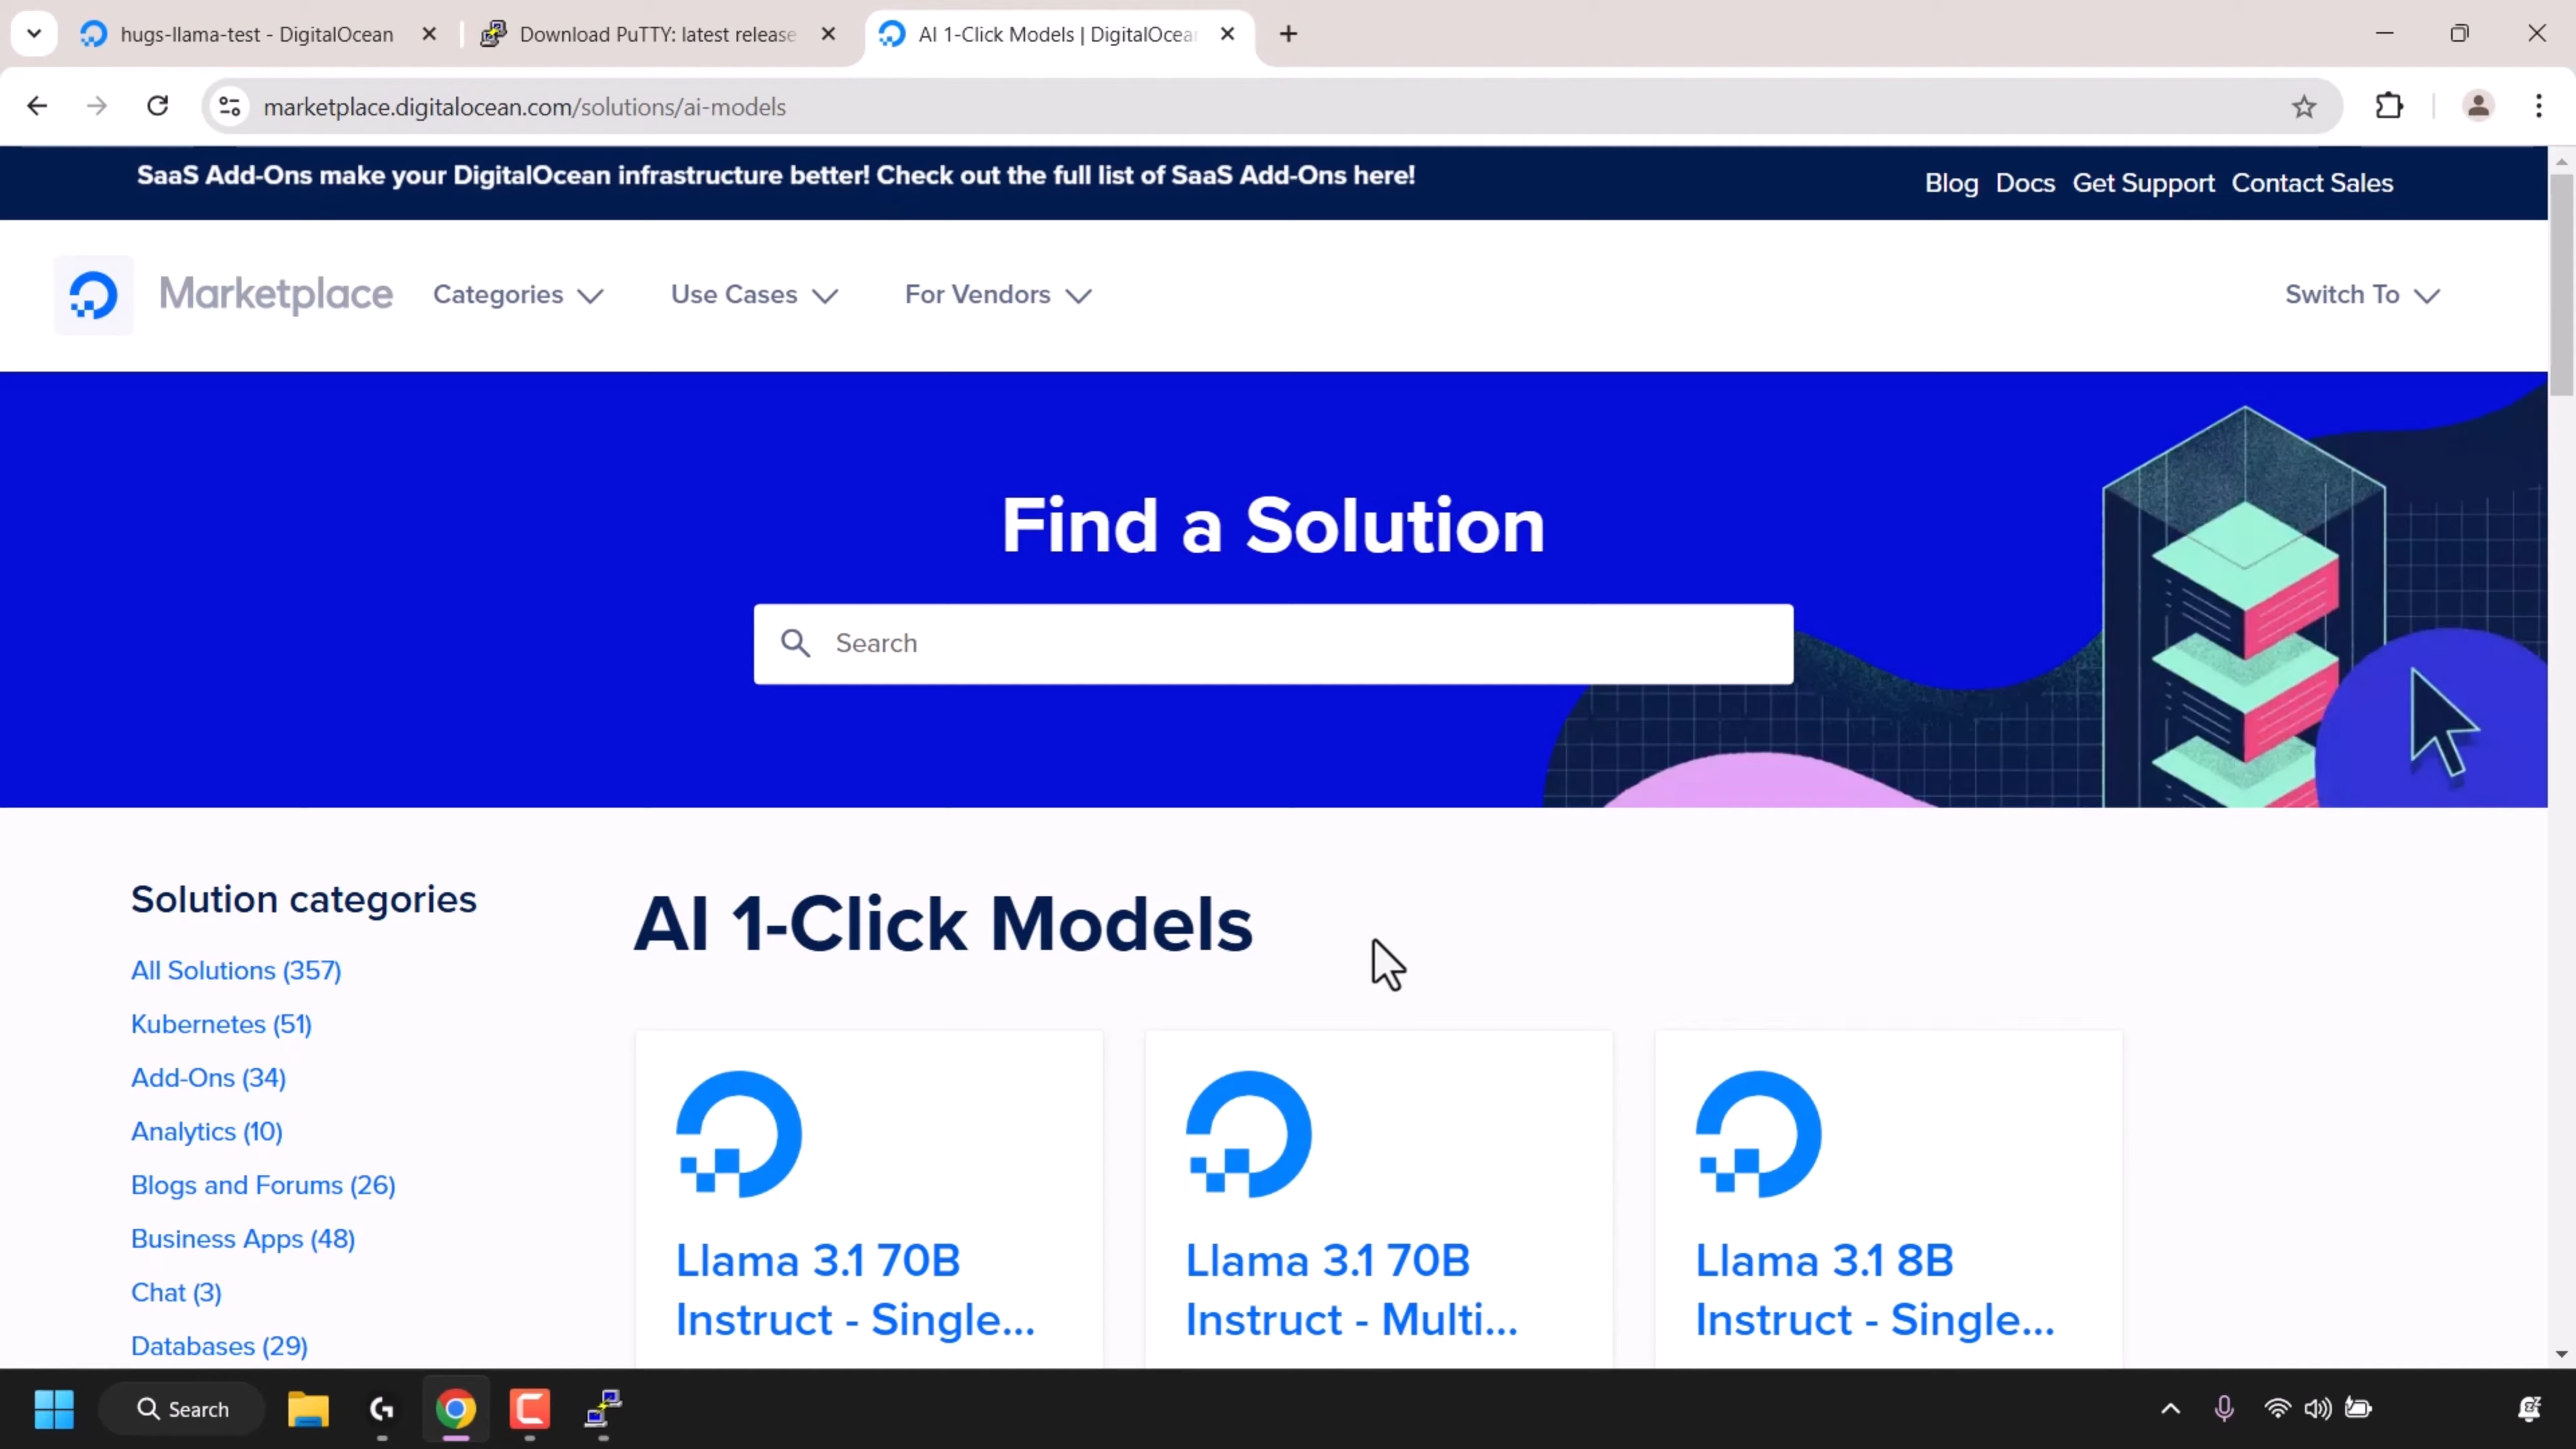 hugs-llama-test - DigitalOcean
Download PuTTY: latest release
AI 1-Click Models | DigitalOcean
marketplace.digitalocean.com/solutions/ai-models
SaaS Add-Ons make your DigitalOcean infrastructure better! Check out the full list of SaaS Add-Ons here!
Blog Docs Get Support Contact Sales
Marketplace
Categories
Use Cases
For Vendors
Switch To
Find a Solution
Search
Solution categories
All Solutions (357)
Kubernetes (51)
Add-Ons (34)
Analytics (10)
Blogs and Forums (26)
Business Apps (48)
Chat (3)
Databases (29)
AI 1-Click Models
Llama 3.1 70B
Instruct - Single...
Llama 3.1 70B
Instruct - Multi...
Llama 3.1 8B
Instruct - Single...
Search